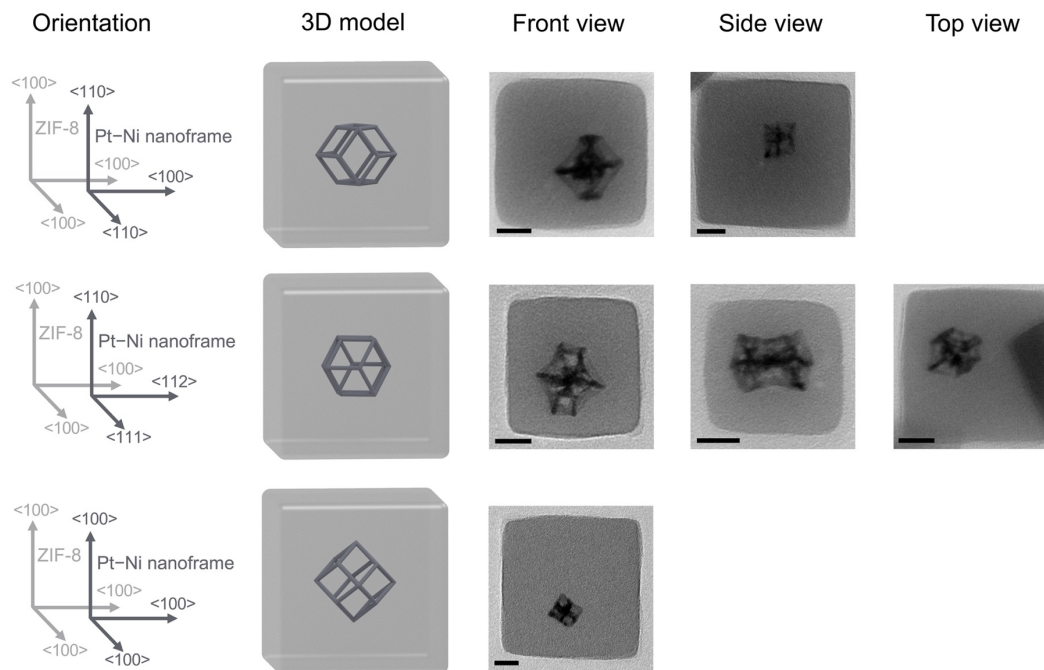 Orientation 3D model Front view Side view Top view
<100>
<110>
ZIF-8
Pt−Ni nanoframe
<100>
<100>
<100>
<110>
<100>
<110>
ZIF-8
Pt−Ni nanoframe
<100>
<112>
<100>
<111>
<100>
<100>
ZIF-8
Pt−Ni nanoframe
<100>
<100>
<100>
<100>